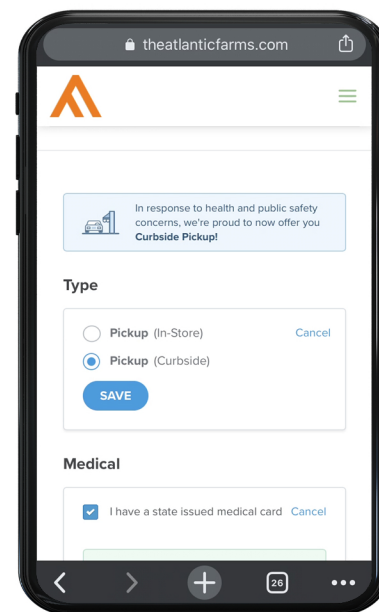 theatlanticfarms.com
In response to health and public safety
concerns, we're proud to now offer you
Curbside Pickup!
Type
Pickup (In-Store) Cancel
Pickup (Curbside)
SAVE
Medical
I have a state issued medical card Cancel
26